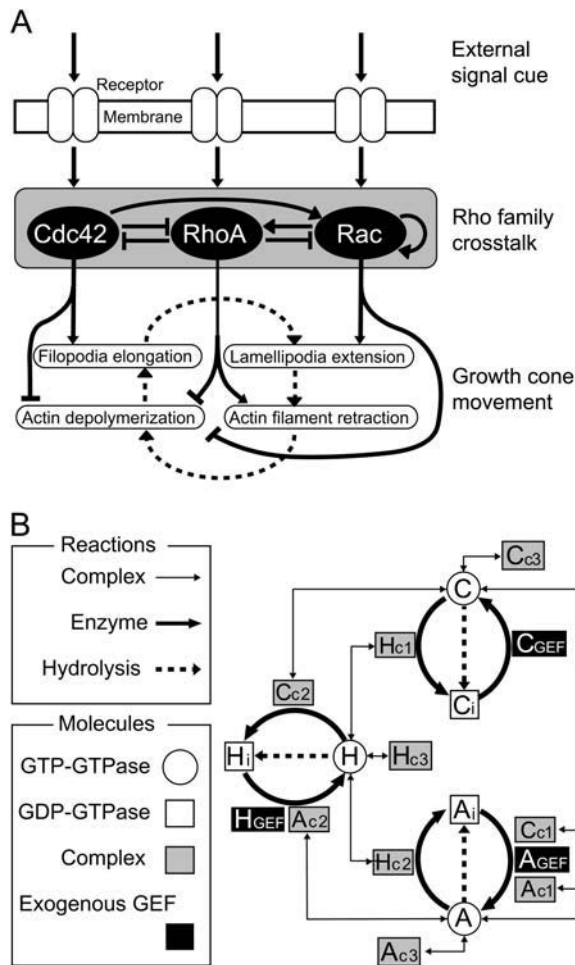 A
External
signal cue
Receptor
Membrane
Cdc42
RhoA
Rac
Rho family
crosstalk
Filopodia elongation
Lamellipodia extension
Actin depolymerization
Actin filament retraction
Growth cone
movement
B
Reactions
Complex
Enzyme
Hydrolysis
Molecules
GTP-GTPase
GDP-GTPase
Complex
Exogenous GEF
Cc3
C
Hc1
CGEF
Ci
Cc2
Hi
H
Hc3
HGEF
Ac2
Ai
Cc1
Hc2
AGEF
Ac1
A
Ac3